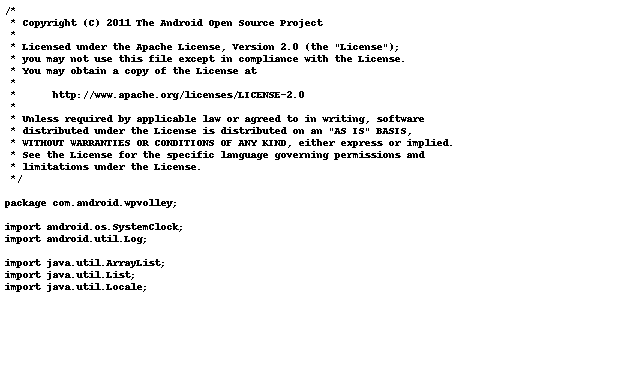 /*
 * Copyright (C) 2011 The Android Open Source Project
 *
 * Licensed under the Apache License, Version 2.0 (the "License");
 * you may not use this file except in compliance with the License.
 * You may obtain a copy of the License at
 *
 *      http://www.apache.org/licenses/LICENSE-2.0
 *
 * Unless required by applicable law or agreed to in writing, software
 * distributed under the License is distributed on an "AS IS" BASIS,
 * WITHOUT WARRANTIES OR CONDITIONS OF ANY KIND, either express or implied.
 * See the License for the specific language governing permissions and
 * limitations under the License.
 */

package com.android.wpvolley;

import android.os.SystemClock;
import android.util.Log;

import java.util.ArrayList;
import java.util.List;
import java.util.Locale;